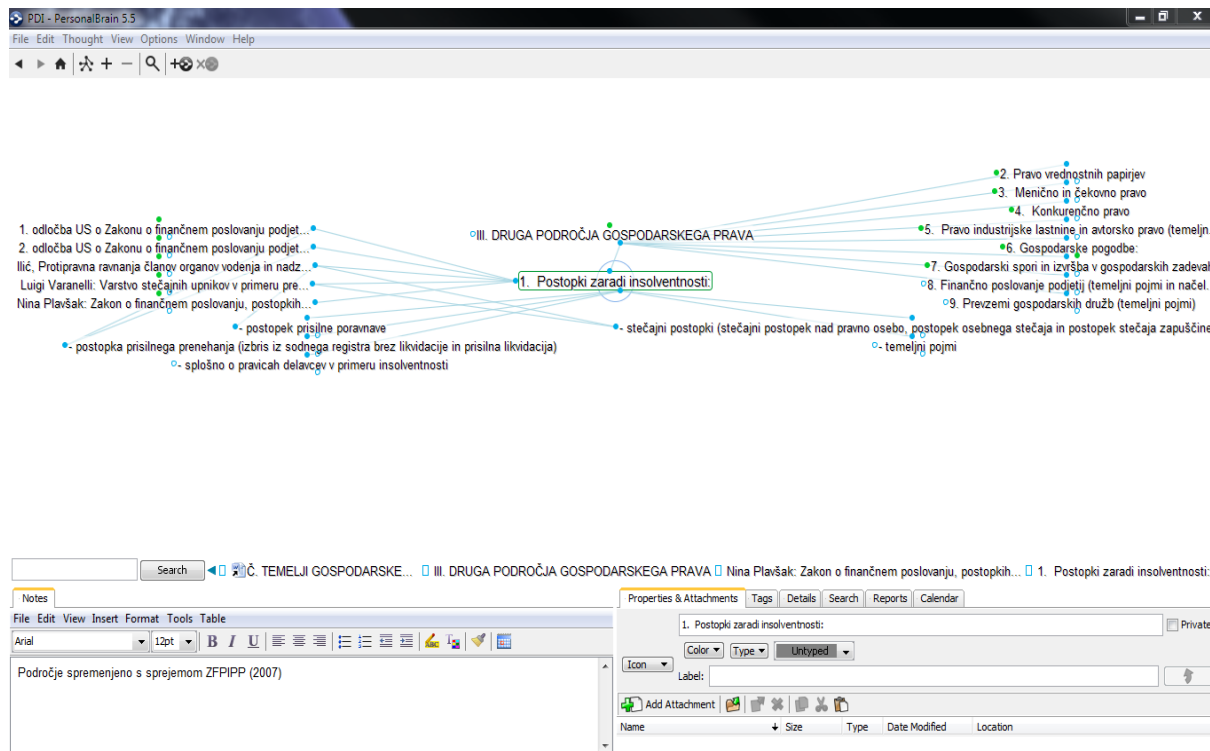 PDI - PersonalBrain 5.5
File Edit Thought View Options Window Help
2. Pravo vrednostnih papirjev
3. Menično in čekovno pravo
4. Konkurenčno pravo
1. odločba US o Zakonu o finančnem poslovanju podjet...
III. DRUGA PODROČJA GOSPODARSKEGA PRAVA
5. Pravo industrijske lastnine in avtorsko pravo (temeljn
2. odločba US o Zakonu o finančnem poslovanju podjet...
6. Gospodarske pogodbe:
Ilić, Protipravna ravnanja članov organov vodenja in nadz...
7. Gospodarski spori in izvršba v gospodarskih zadevah
Luigi Varanelli: Varstvo stečajnih upnikov v primeru pre...
1. Postopki zaradi insolventnosti:
8. Finančno poslovanje podjetij (temeljni pojmi in načel.
Nina Plavšak: Zakon o finančnem poslovanju, postopkih...
9. Prevzemi gospodarskih družb (temeljni pojmi)
- postopek prisilne poravnave
- stečajni postopki (stečajni postopek nad pravno osebo, postopek osebnega stečaja in postopek stečaja zapuščine
- postopka prisilnega prenehanja (izbris iz sodnega registra brez likvidacije in prisilna likvidacija)
- temeljni pojmi
- splošno o pravicah delavcev v primeru insolventnosti
Search Č. TEMELJI GOSPODARSKE... III. DRUGA PODROČJA GOSPODARSKEGA PRAVA Nina Plavšak: Zakon o finančnem poslovanju, postopkih... 1. Postopki zaradi insolventnosti:
Notes
Properties & Attachments Tags Details Search Reports Calendar
File Edit View Insert Format Tools Table
1. Postopki zaradi insolventnosti:
Private
Arial 12pt B I U
Color Type Untyped
Icon
Label:
Področje spremenjeno s sprejemom ZFPIPP (2007)
Add Attachment
Name Size Type Date Modified Location